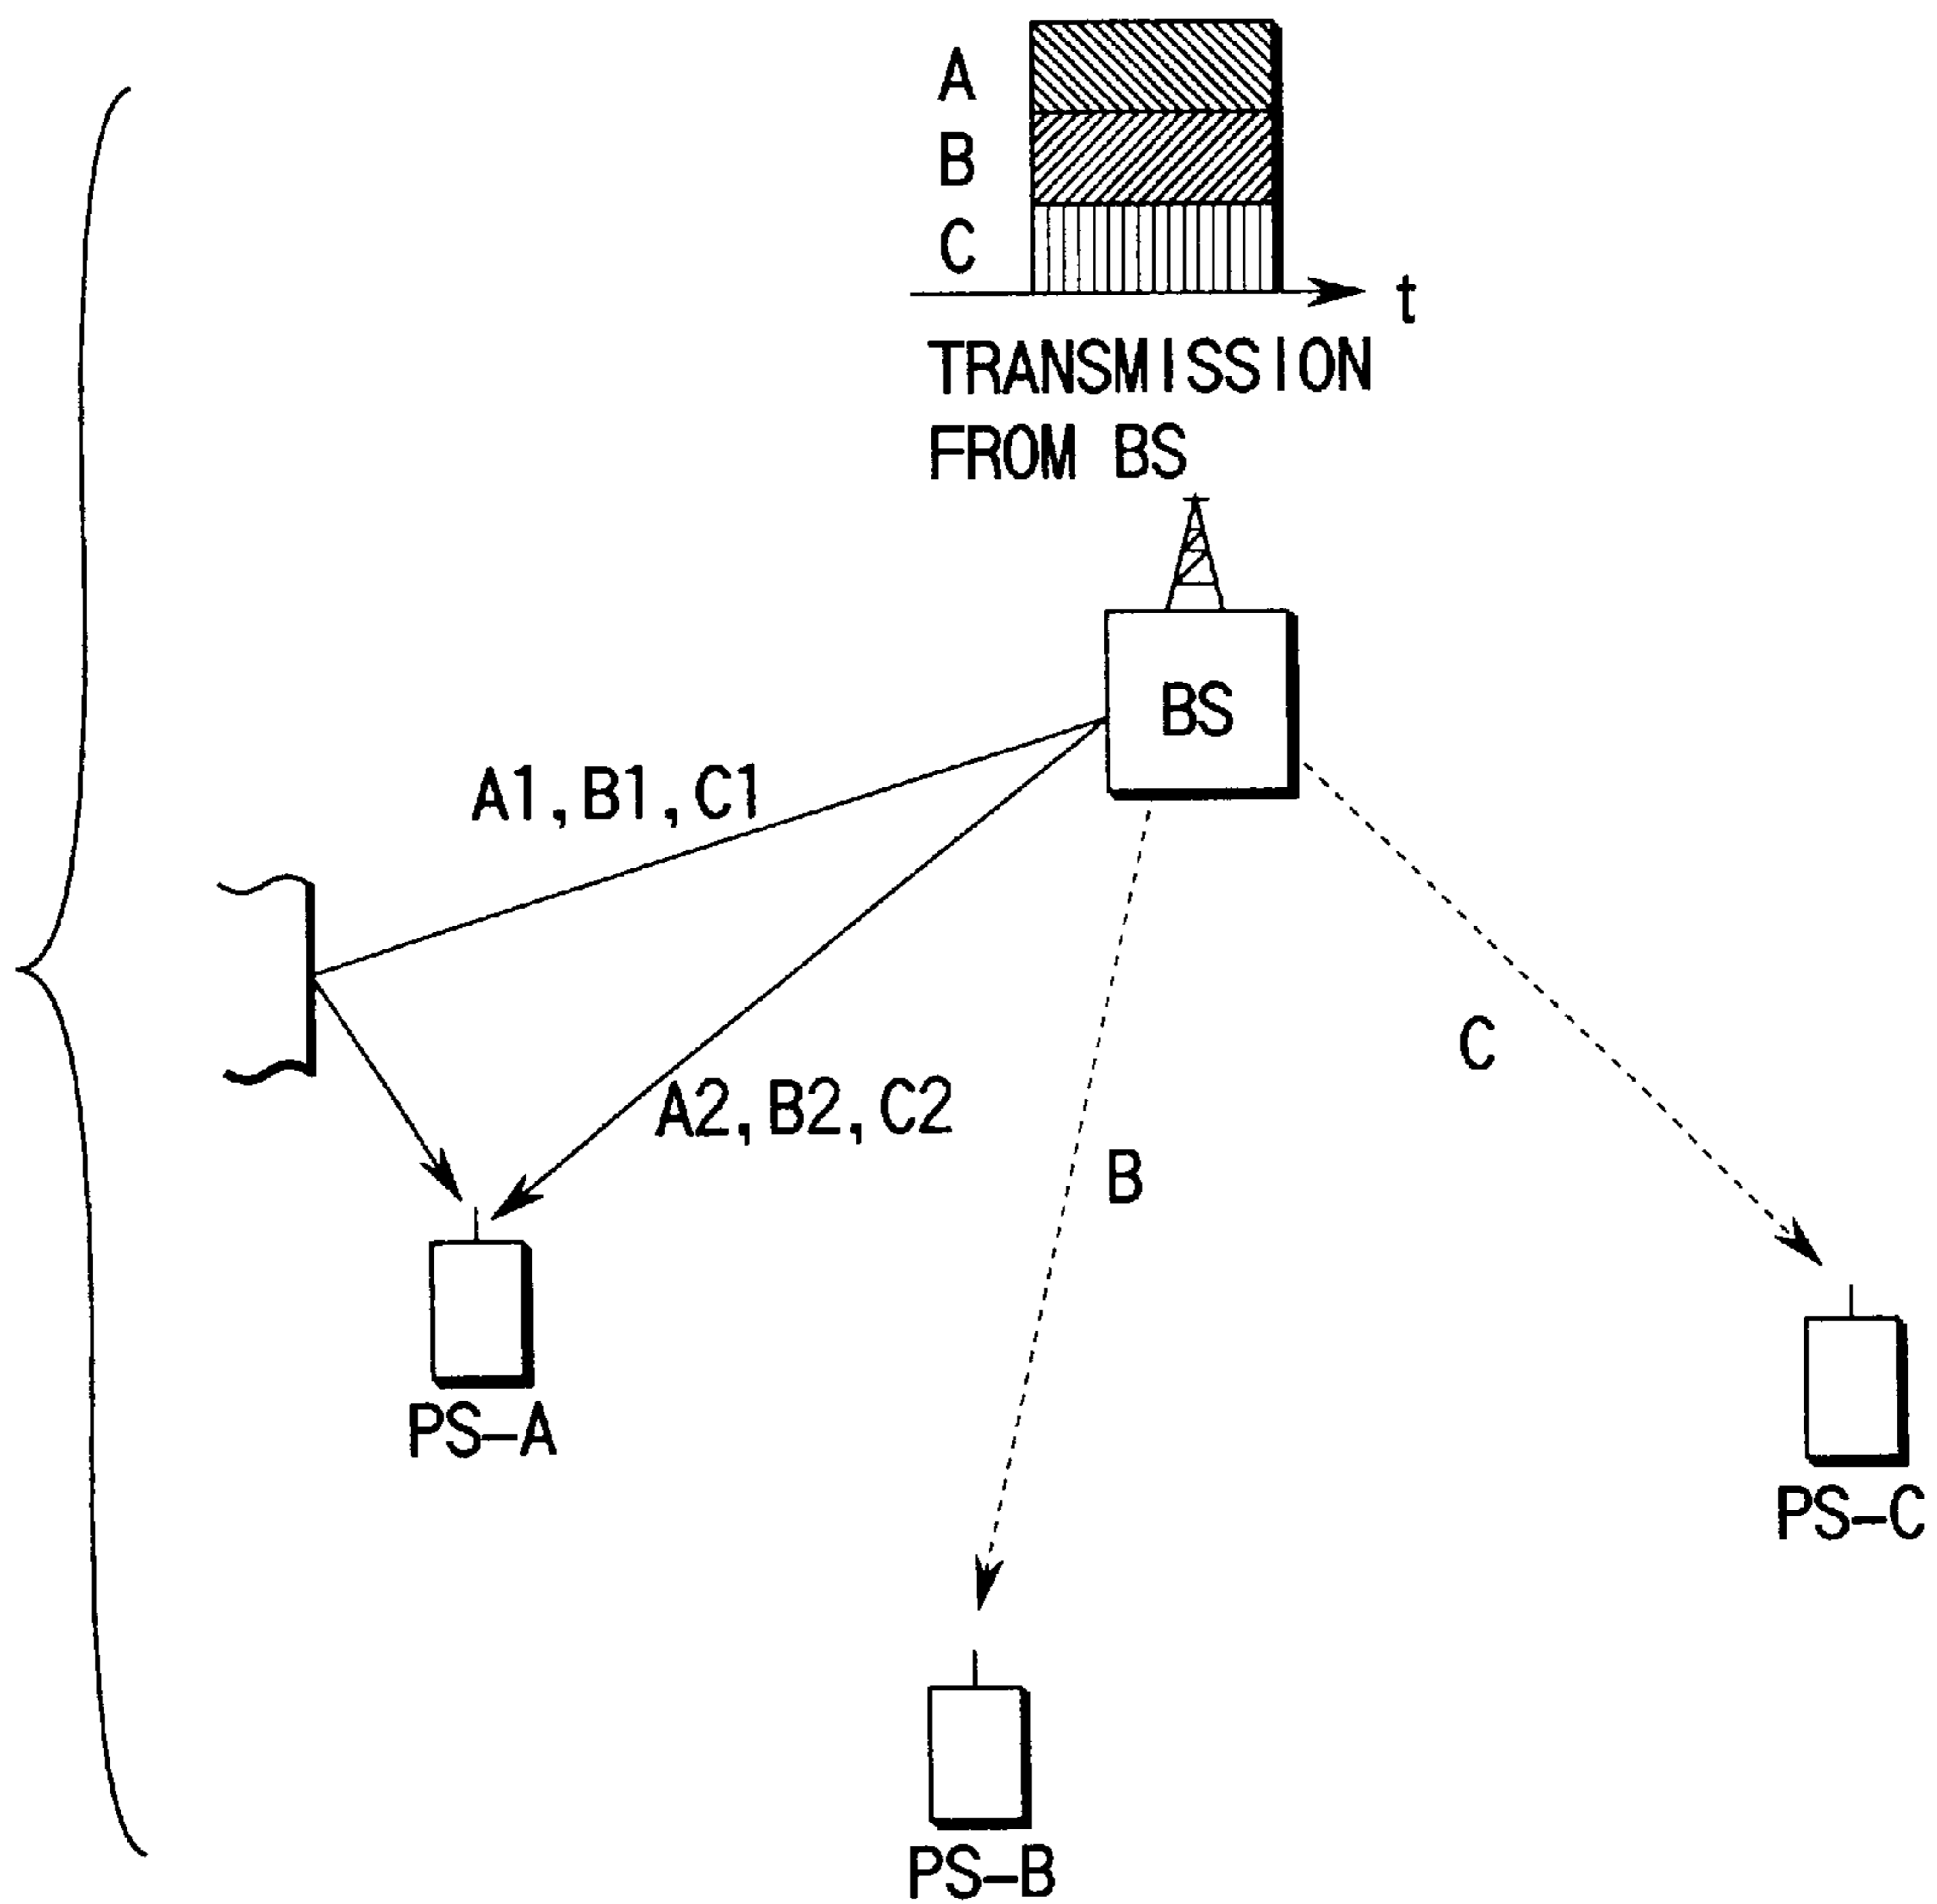 A
B
C
t
TRANSMISSION
FROM BS
BS
A1,B1,C1
C
A2,B2,C2
B
PS-A
PS-C
PS-B